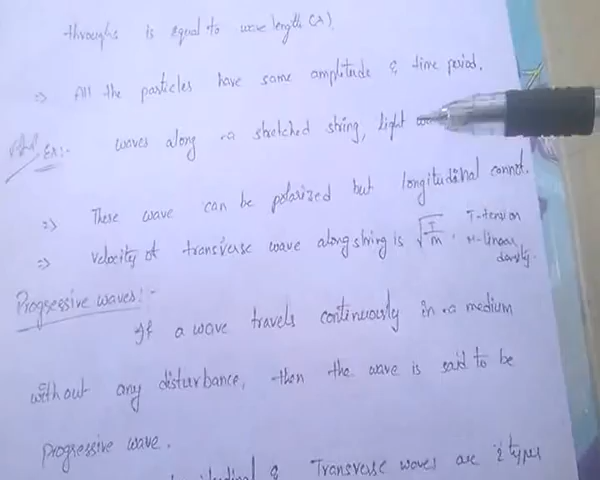 throughs is equal to wave length (λ).
⇒ All the particles have same amplitude & time period.
Ex:- waves along a stretched string, light
⇒ These wave can be polarized but longitudinal cannot.
⇒ velocity of transverse wave along string is √T/m . T-tension
m-linear
density.
Progressive waves:-
If a wave travels continuously in a medium
without any disturbance, then the wave is said to be
progressive wave.
& Transverse waves are 2 types